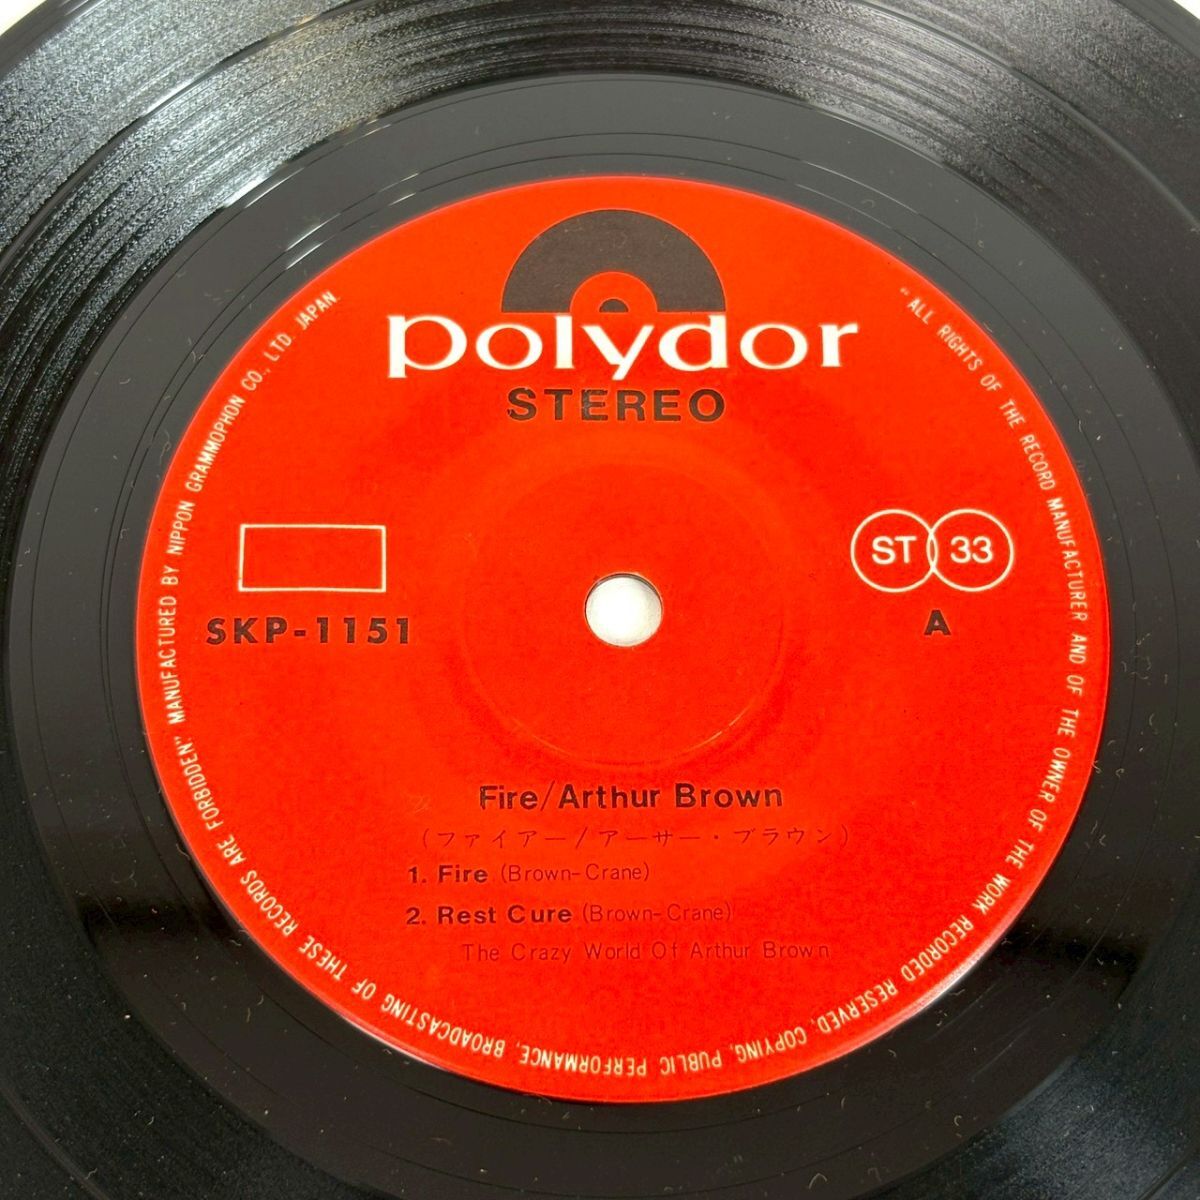 polydor
STEREO
ST 33
SKP-1151
A
Fire/Arthur Brown
(ファイアー/アーサー・ブラウン)
1. Fire (Brown-Crane)
2. Rest Cure (Brown-Crane)
The Crazy World Of Arthur Brown
"ALL RIGHTS OF THE RECORD MANUFACTURER AND OF THE OWNER OF THE WORK RECORDED RESERVED. COPYING, PUBLIC PERFORMANCE, BROADCASTING OF THESE RECORDS ARE FORBIDDEN" MANUFACTURED BY NIPPON GRAMMOPHON CO., LTD. JAPAN.